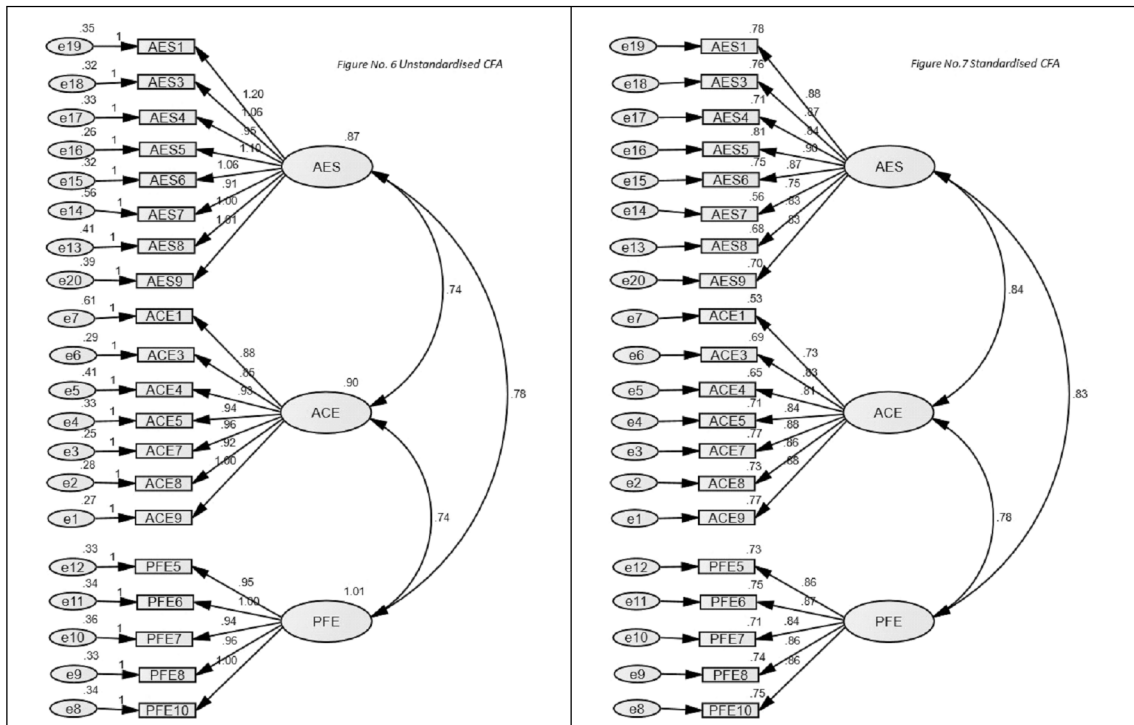 Figure No. 6 Unstandardised CFA
.35
e19 1 AES1
.32
e18 1 AES3
.33
e17 1 AES4
.26
e16 1 AES5
.32
e15 1 AES6
.56
e14 1 AES7
.41
e13 1 AES8
.39
e20 1 AES9
1.20
1.06
.95
1.10
1.06
.91
1.00
1.01
.87
AES
.61
e7 1 ACE1
.29
e6 1 ACE3
.41
e5 1 ACE4
.33
e4 1 ACE5
.25
e3 1 ACE7
.28
e2 1 ACE8
.27
e1 1 ACE9
.88
.85
.93
.94
.96
.92
1.00
.90
ACE
.33
e12 1 PFE5
.34
e11 1 PFE6
.36
e10 1 PFE7
.33
e9 1 PFE8
.34
e8 1 PFE10
.95
1.00
.94
.96
1.00
1.01
PFE
.74
.78
.74
Figure No.7 Standardised CFA
.78
e19 AES1
.76
e18 AES3
.71
e17 AES4
.81
e16 AES5
.75
e15 AES6
.56
e14 AES7
.68
e13 AES8
.70
e20 AES9
.88
.87
.84
.90
.87
.75
.83
.83
AES
.53
e7 ACE1
.69
e6 ACE3
.65
e5 ACE4
.71
e4 ACE5
.77
e3 ACE7
.73
e2 ACE8
.77
e1 ACE9
.73
.83
.81
.84
.88
.86
.88
ACE
.73
e12 PFE5
.75
e11 PFE6
.71
e10 PFE7
.74
e9 PFE8
.75
e8 PFE10
.86
.87
.84
.86
.86
PFE
.84
.83
.78